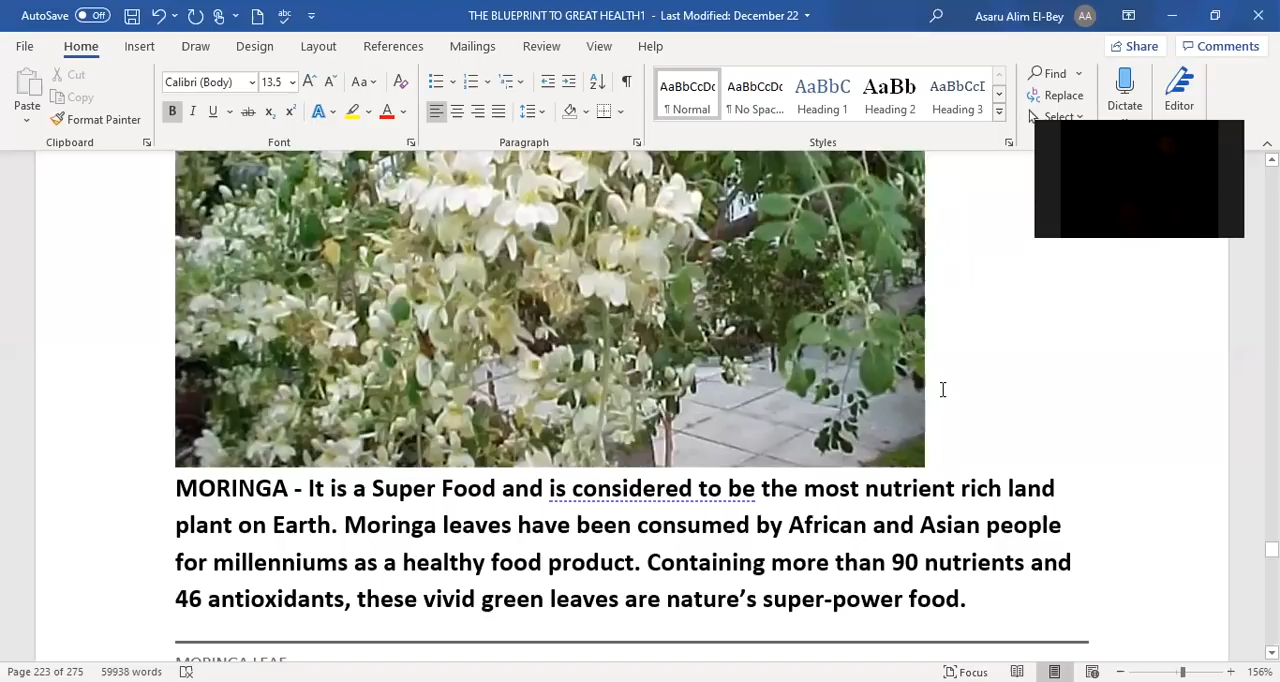 AutoSave Off THE BLUEPRINT TO GREAT HEALTH1 - Last Modified: December 22 Asaru Alim El-Bey AA
File Home Insert Draw Design Layout References Mailings Review View Help Share Comments
Paste Cut Copy Format Painter
Calibri (Body) 13.5 Aa
B I U ab x₂ x² A A
AaBbCcDc AaBbCcDc AaBbC AaBb AaBbCcI
¶ Normal ¶ No Spac... Heading 1 Heading 2 Heading 3
Find Replace Select Dictate Editor
Clipboard Font Paragraph Styles
MORINGA - It is a Super Food and is considered to be the most nutrient rich land
plant on Earth. Moringa leaves have been consumed by African and Asian people
for millenniums as a healthy food product. Containing more than 90 nutrients and
46 antioxidants, these vivid green leaves are nature’s super-power food.
MORINGA LEAF
Page 223 of 275 59938 words Focus 156%